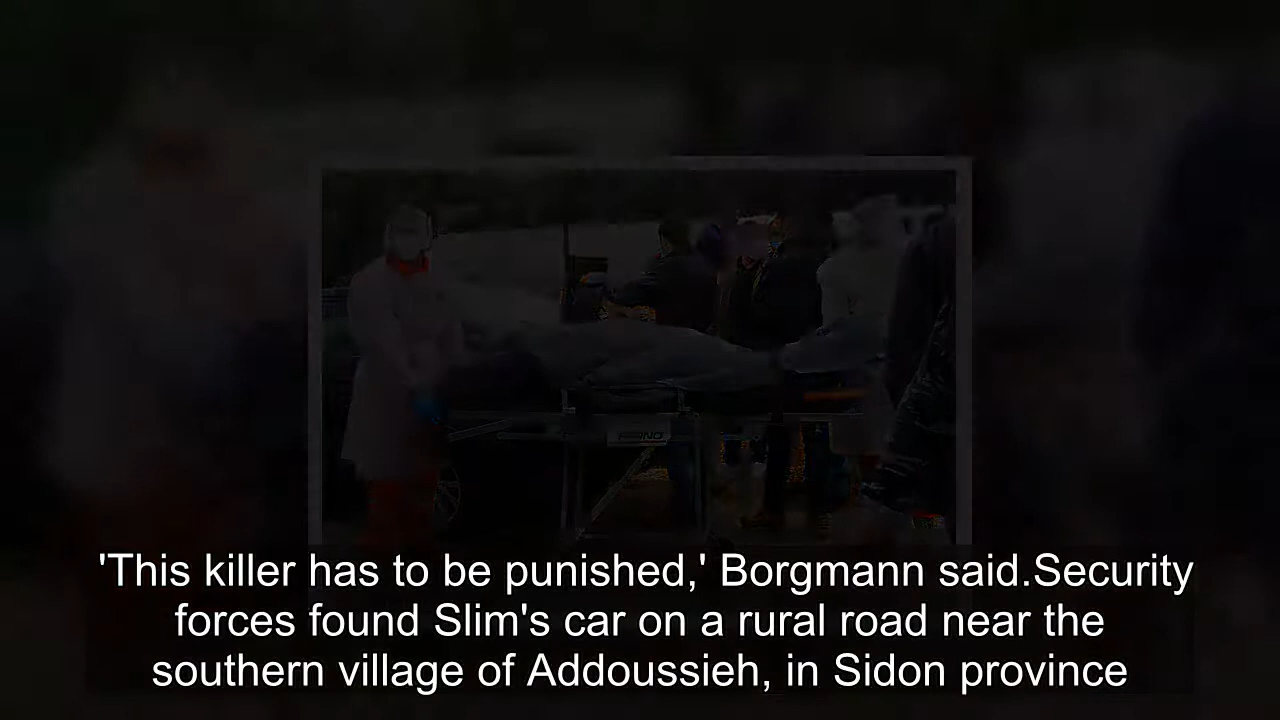 'This killer has to be punished,' Borgmann said.Security
forces found Slim's car on a rural road near the
southern village of Addoussieh, in Sidon province